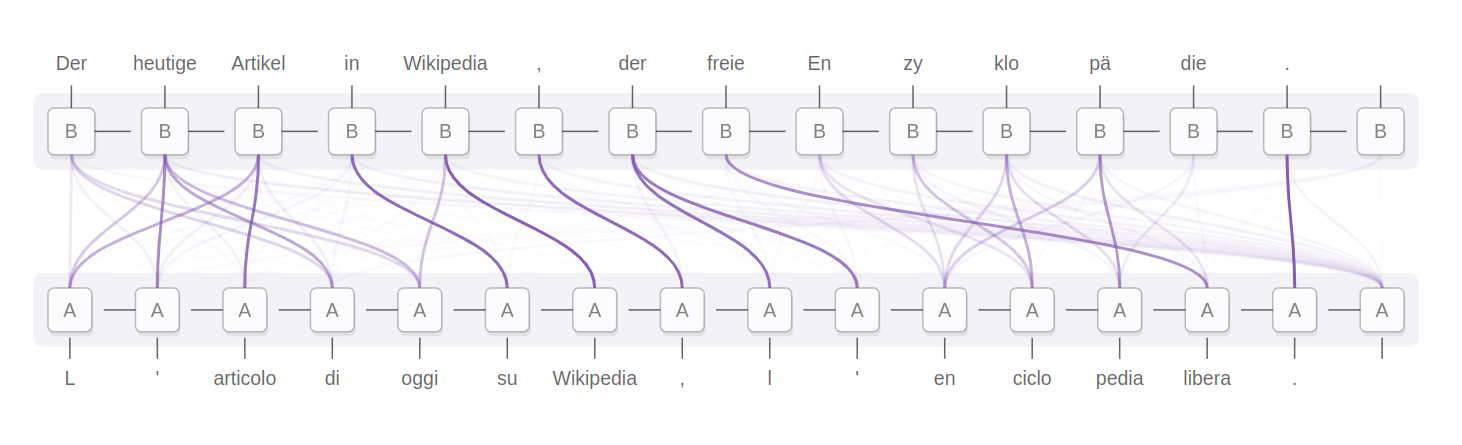 Der heutige Artikel in Wikipedia , der freie En zy klo pä die .
B B B B B B B B B B B B B B B
A A A A A A A A A A A A A A A A
L ' articolo di oggi su Wikipedia , l ' en ciclo pedia libera .